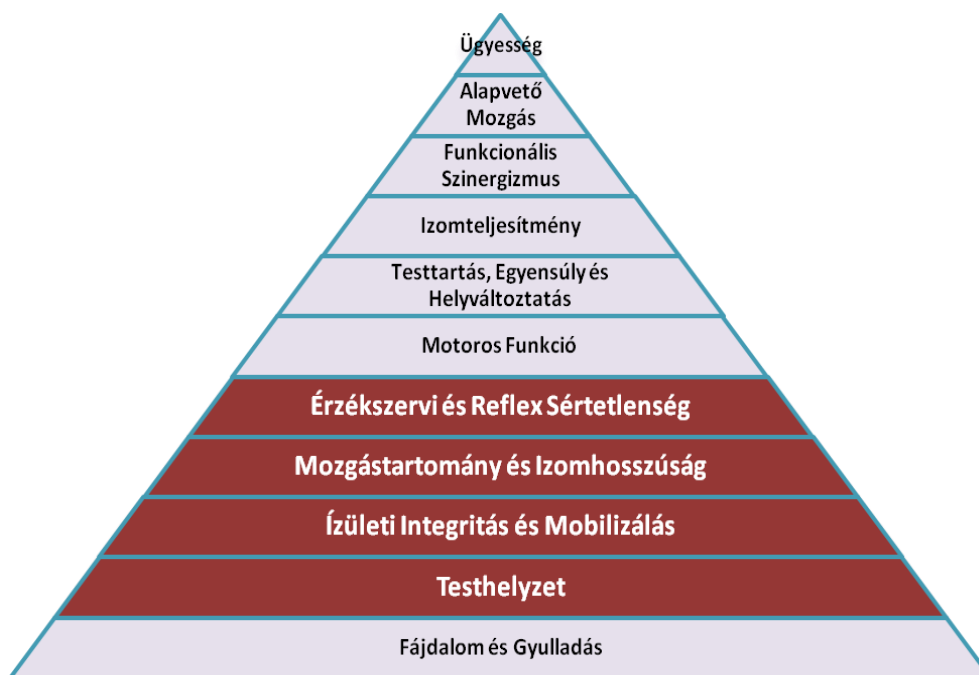 Ügyesség
Alapvető
Mozgás
Funkcionális
Szinergizmus
Izomteljesítmény
Testtartás, Egyensúly és
Helyváltoztatás
Motoros Funkció
Érzékszervi és Reflex Sértetlenség
Mozgástartomány és Izomhosszúság
Ízületi Integritás és Mobilizálás
Testhelyzet
Fájdalom és Gyulladás